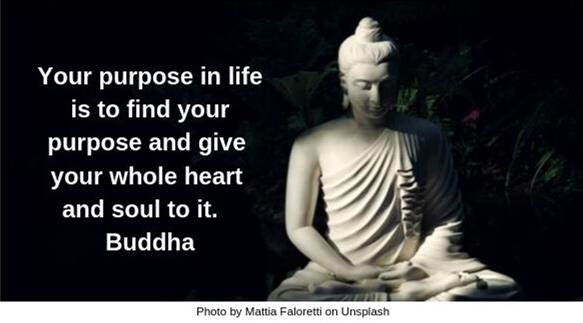 Your purpose in life
is to find your
purpose and give
your whole heart
and soul to it.
Buddha
Photo by Mattia Faloretti on Unsplash